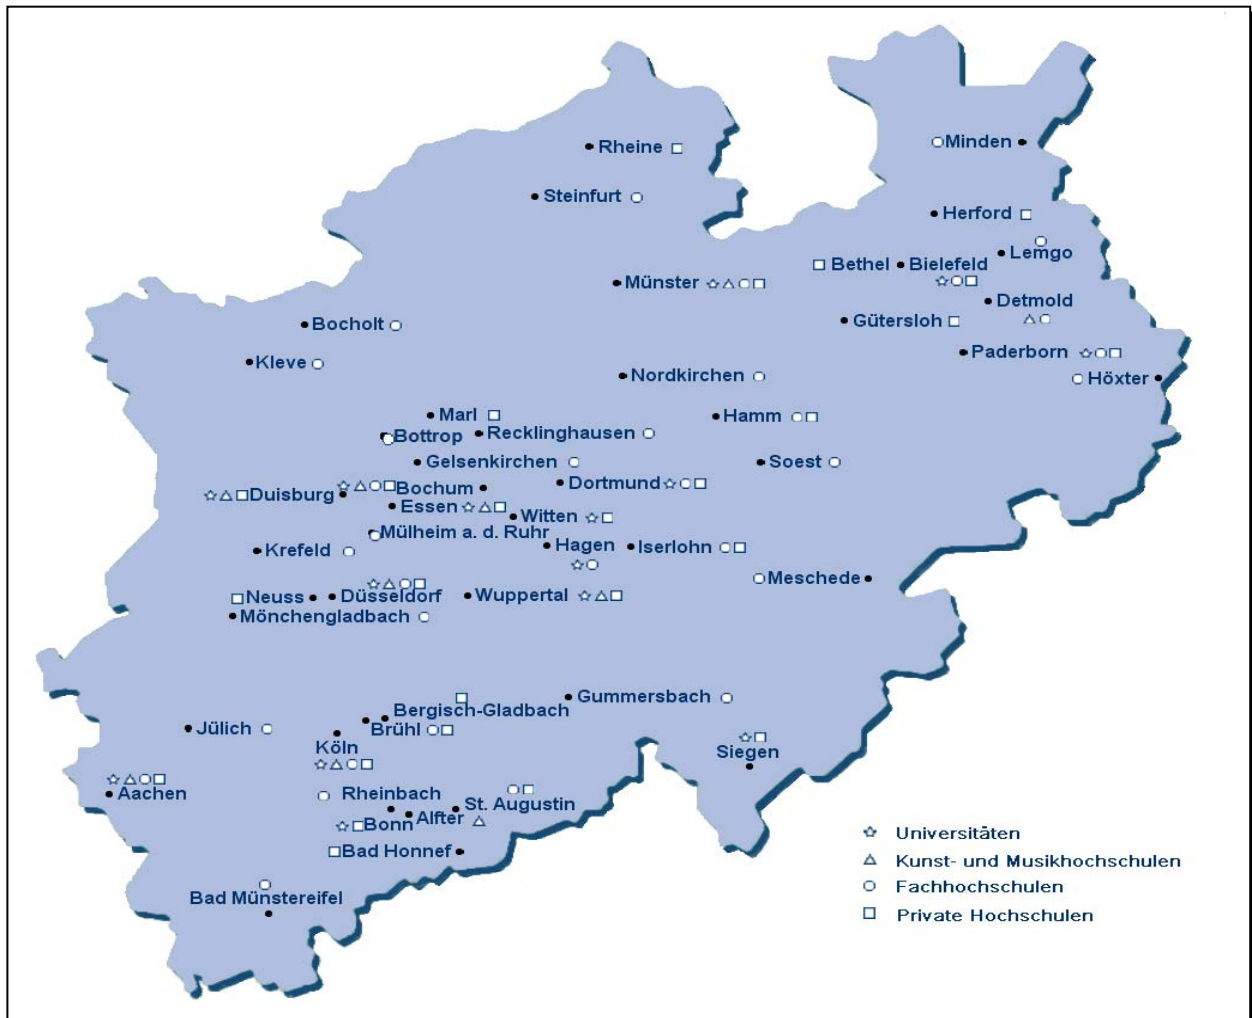 Minden
Rheine
Steinfurt
Herford
Lemgo
Bethel
Bielefeld
Münster
Detmold
Bocholt
Gütersloh
Paderborn
Kleve
Nordkirchen
Höxter
Marl
Hamm
Bottrop
Recklinghausen
Gelsenkirchen
Soest
Duisburg
Bochum
Dortmund
Essen
Witten
Mülheim a. d. Ruhr
Krefeld
Hagen
Iserlohn
Meschede
Neuss
Düsseldorf
Wuppertal
Mönchengladbach
Gummersbach
Bergisch-Gladbach
Jülich
Brühl
Köln
Siegen
Aachen
Rheinbach
St. Augustin
Bonn
Alfter
Bad Honnef
Bad Münstereifel
Universitäten
Kunst- und Musikhochschulen
Fachhochschulen
Private Hochschulen